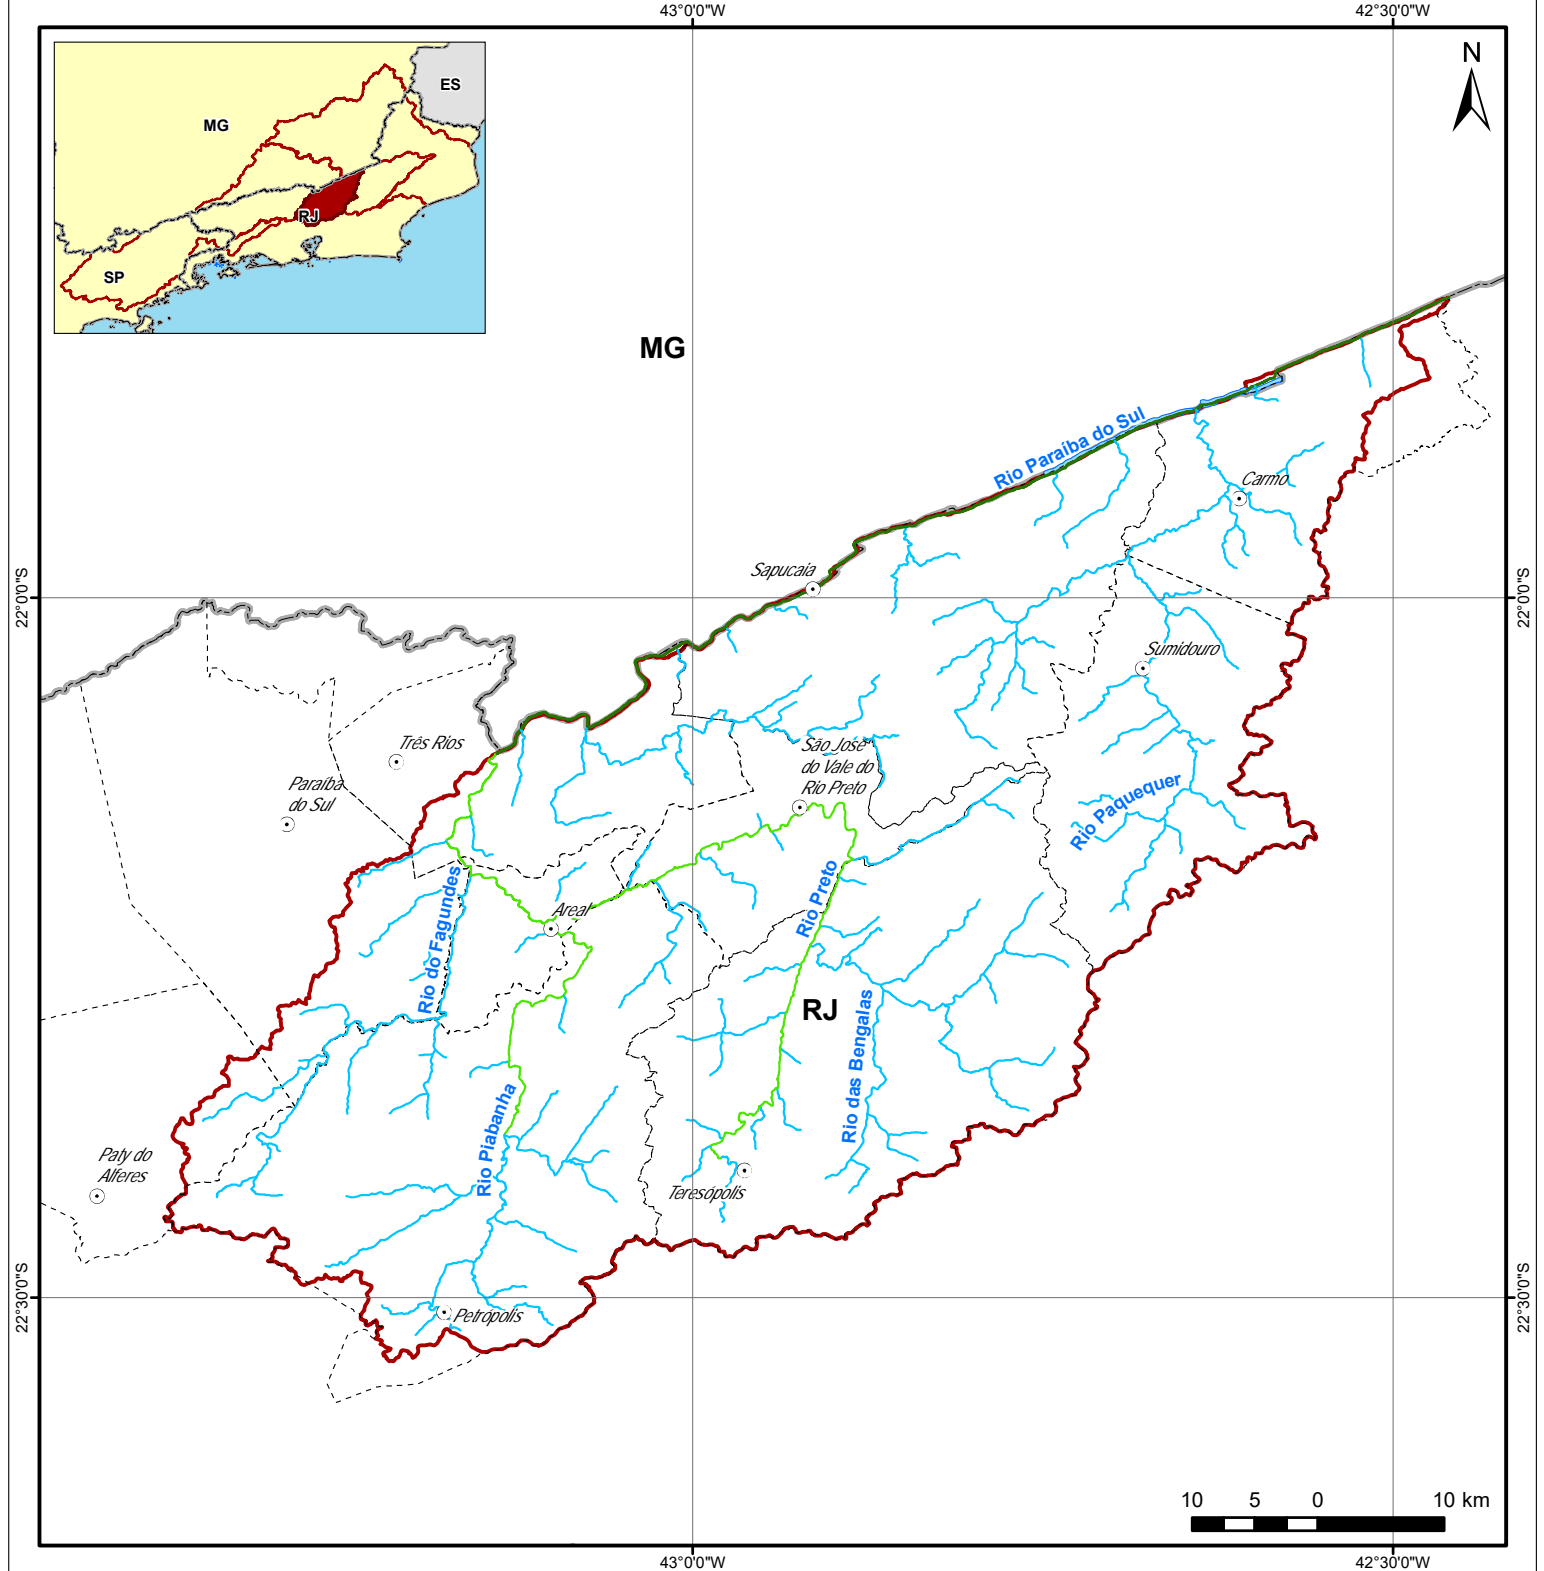 43°0'0"W
42°30'0"W
N
ES
MG
RJ
SP
MG
Rio Paraíba do Sul
Carmo
Sapucaia
22°0'0"S
22°0'0"S
Sumidouro
Três Rios
São José
do Vale do
Rio Preto
Paraíba
do Sul
Rio Paquequer
Rio do Fagundes
Rio Preto
Areal
RJ
Rio das Bengalas
Rio Piabanha
Paty do
Alferes
Teresópolis
22°30'0"S
22°30'0"S
Petrópolis
10 5 0 10 km
43°0'0"W
42°30'0"W